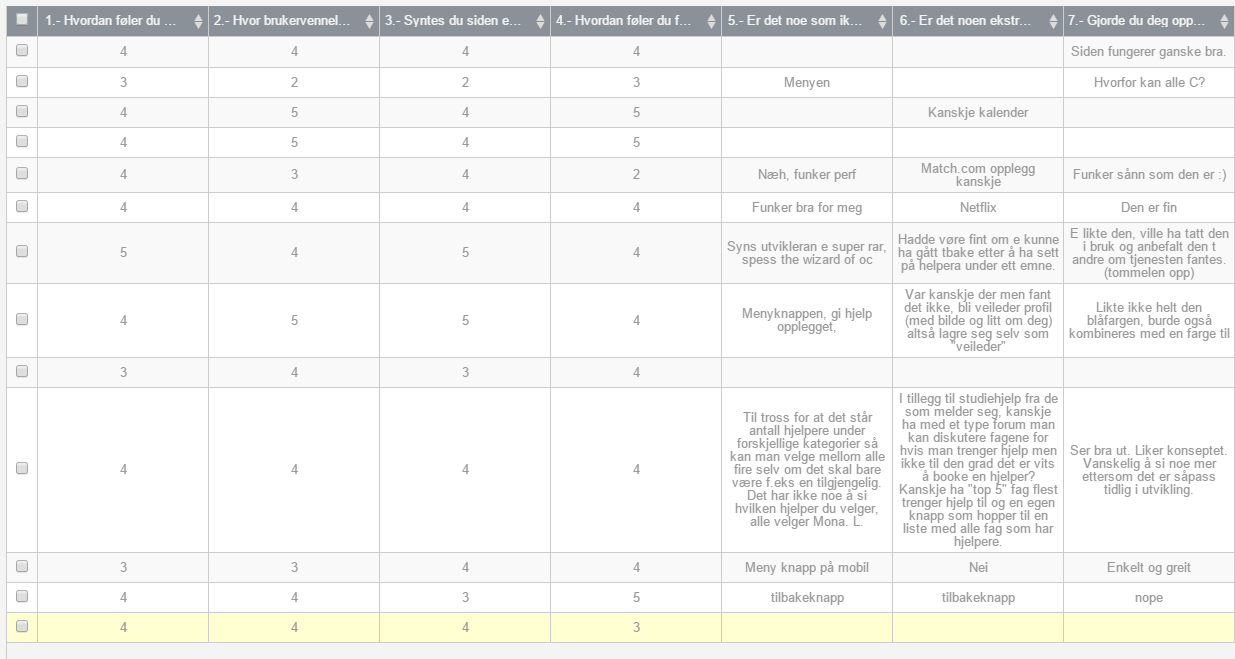 1.- Hvordan føler du ... 2.- Hvor brukervennel... 3.- Syntes du siden e... 4.- Hvordan føler du f... 5.- Er det noe som ik... 6.- Er det noen ekstr... 7.- Gjorde du deg opp...
4 4 4 4 Siden fungerer ganske bra.
3 2 2 3 Menyen Hvorfor kan alle C?
4 5 4 5 Kanskje kalender
4 5 4 5
4 3 4 2 Næh, funker perf
Match.com opplegg
kanskje
Funker sånn som den er :)
4 4 4 4 Funker bra for meg Netflix Den er fin
5 4 5 4
Syns utvikleran e super rar,
spess the wizard of oc
Hadde vøre fint om e kunne
ha gått tbake etter å ha sett
på helpera under ett emne.
E likte den, ville ha tatt den
i bruk og anbefalt den t
andre om tjenesten fantes.
(tommelen opp)
4 5 5 4
Menyknappen, gi hjelp
opplegget,
Var kanskje der men fant
det ikke, bli veileder profil
(med bilde og litt om deg)
altså lagre seg selv som
"veileder"
Likte ikke helt den
blåfargen, burde også
kombineres med en farge til
3 4 3 4
4 4 4 4
Til tross for at det står
antall hjelpere under
forskjellige kategorier så
kan man velge mellom alle
fire selv om det skal bare
være f.eks en tilgjengelig.
Det har ikke noe å si
hvilken hjelper du velger,
alle velger Mona. L.
I tillegg til studiehjelp fra de
som melder seg, kanskje
ha med et type forum man
kan diskutere fagene for
hvis man trenger hjelp men
ikke til den grad det er vits
å booke en hjelper?
Kanskje ha "top 5" fag flest
trenger hjelp til og en egen
knapp som hopper til en
liste med alle fag som har
hjelpere.
Ser bra ut. Liker konseptet.
Vanskelig å si noe mer
ettersom det er såpass
tidlig i utvikling.
3 3 4 4 Meny knapp på mobil Nei Enkelt og greit
4 4 3 5 tilbakeknapp tilbakeknapp nope
4 4 4 3